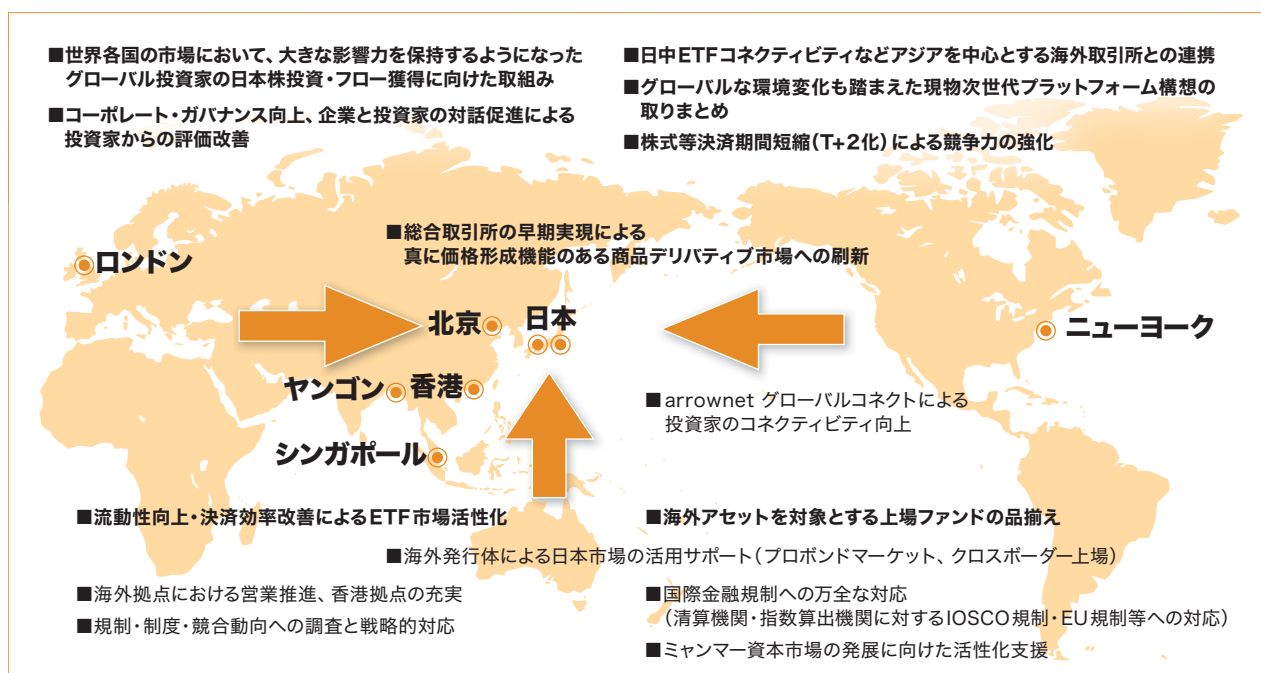 ■世界各国の市場において、大きな影響力を保持するようになった
グローバル投資家の日本株投資・フロー獲得に向けた取組み
■コーポレート・ガバナンス向上、企業と投資家の対話促進による
投資家からの評価改善
■日中ETFコネクティビティなどアジアを中心とする海外取引所との連携
■グローバルな環境変化も踏まえた現物次世代プラットフォーム構想の
取りまとめ
■株式等決済期間短縮(T+2化)による競争力の強化
■総合取引所の早期実現による
真に価格形成機能のある商品デリバティブ市場への刷新
ロンドン
北京
日本
ニューヨーク
ヤンゴン
香港
シンガポール
■arrownet グローバルコネクトによる
投資家のコネクティビティ向上
■流動性向上・決済効率改善によるETF市場活性化
■海外アセットを対象とする上場ファンドの品揃え
■海外発行体による日本市場の活用サポート(プロボンドマーケット、クロスボーダー上場)
■海外拠点における営業推進、香港拠点の充実
■規制・制度・競合動向への調査と戦略的対応
■国際金融規制への万全な対応
(清算機関・指数算出機関に対するIOSCO規制・EU規制等への対応)
■ミャンマー資本市場の発展に向けた活性化支援